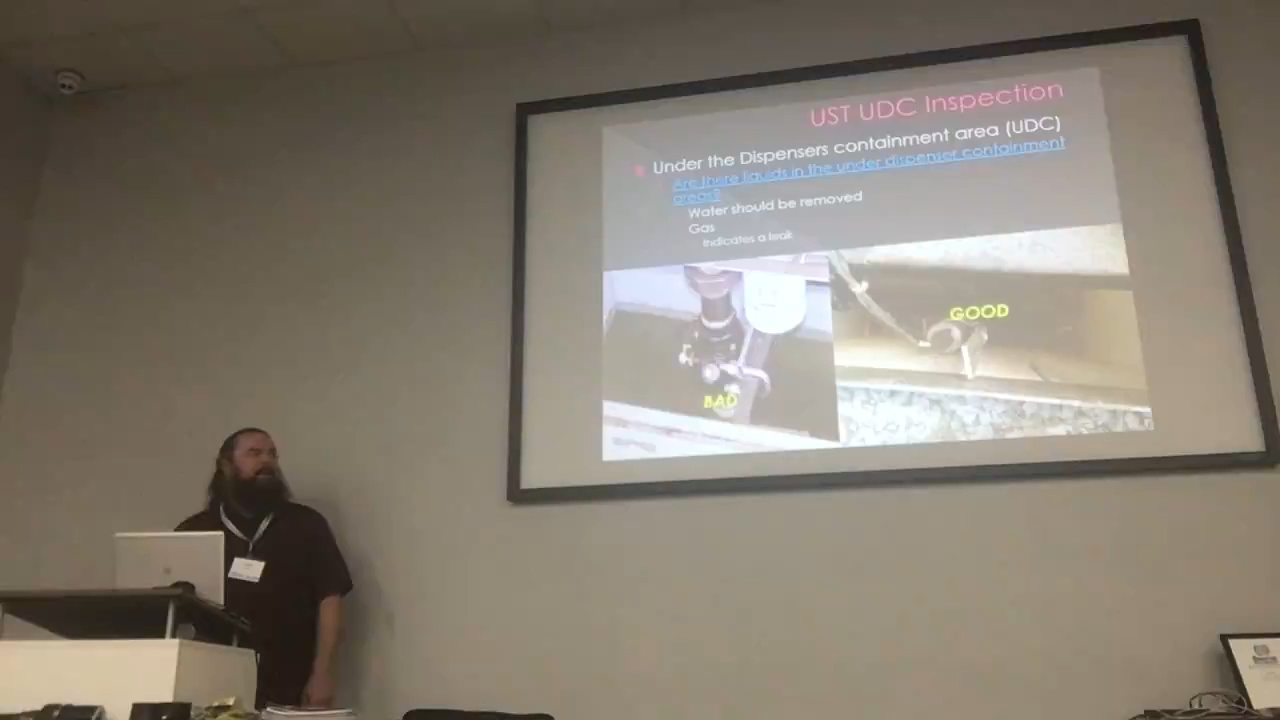 UST UDC Inspection
Under the Dispensers containment area (UDC)
Are there liquids in the under dispenser containment
areas?
Water should be removed
Gas
Indicates a leak
GOOD
BAD